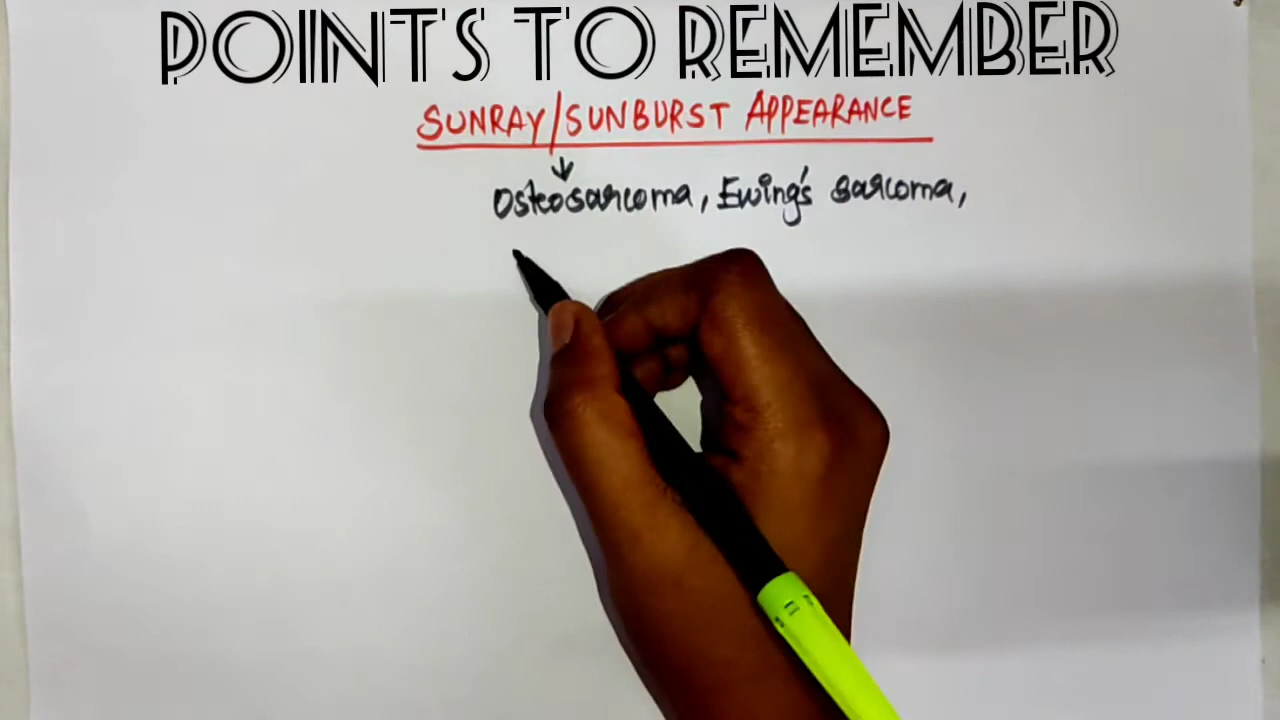 POINTS TO REMEMBER
SUNRAY/SUNBURST APPEARANCE
Osteosarcoma, Ewing's sarcoma,